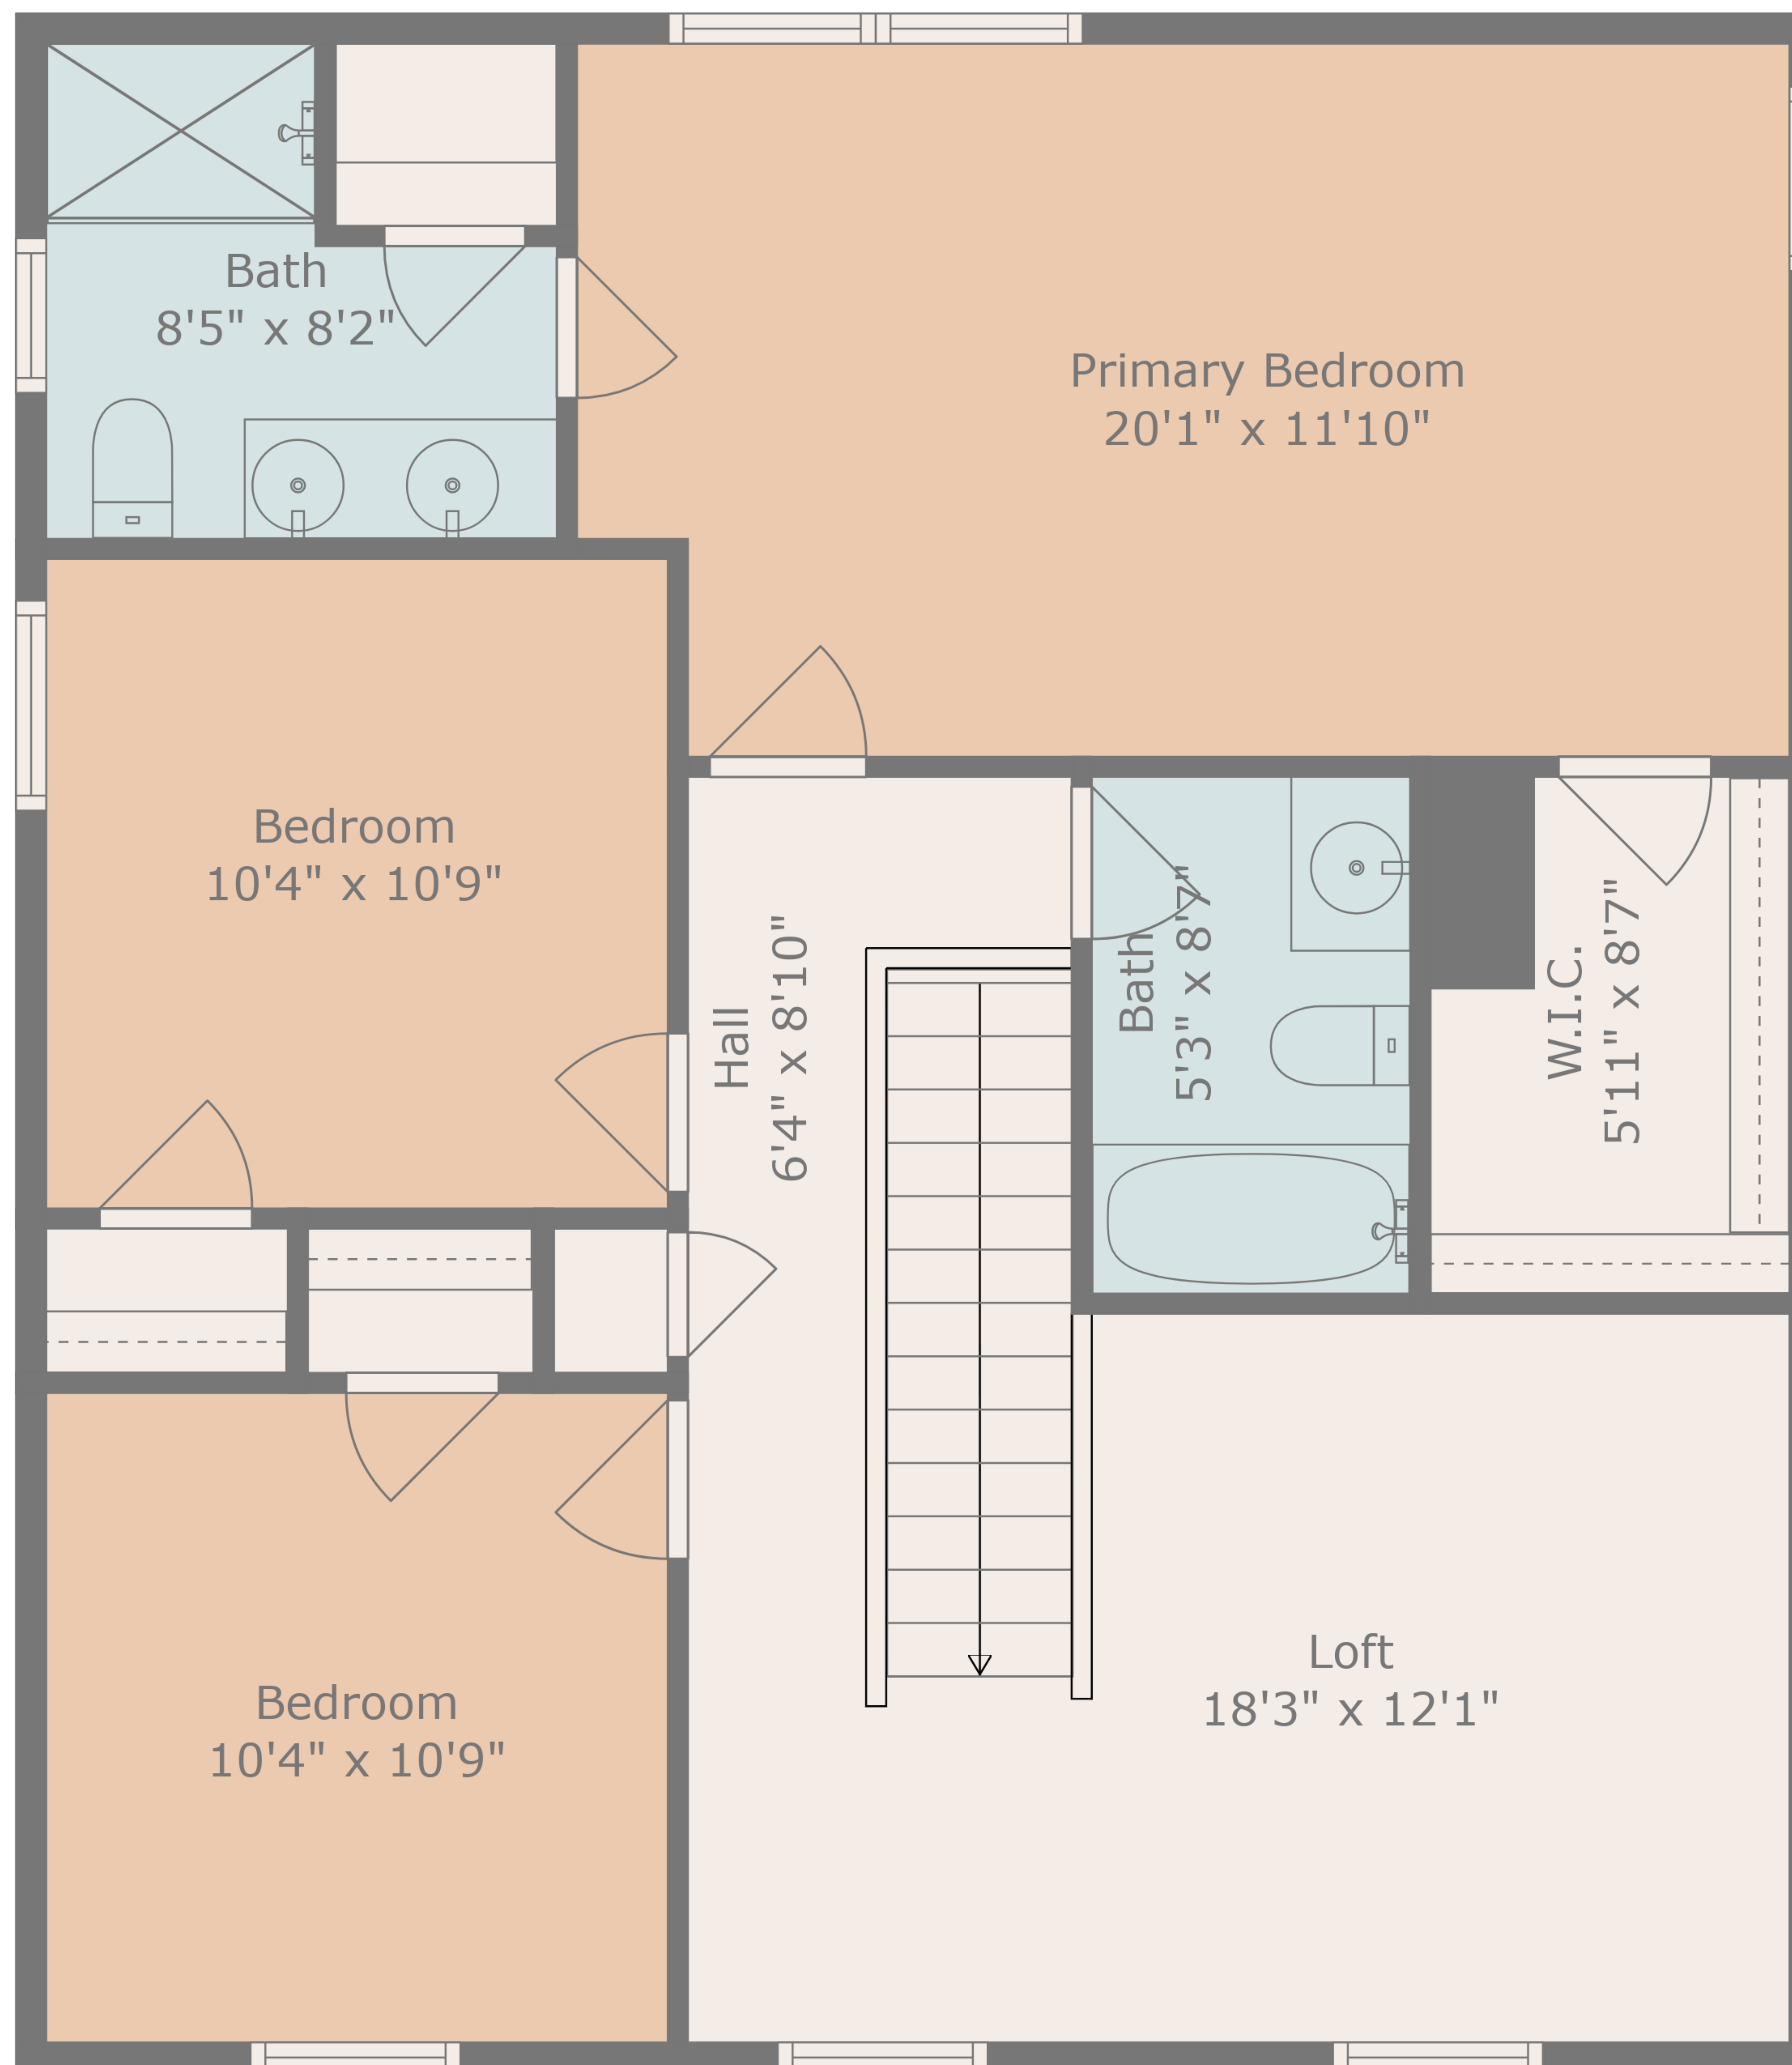 Bath
8'5" x 8'2"
Primary Bedroom
20'1" x 11'10"
Bedroom
10'4" x 10'9"
Hall
6'4" x 8'10"
Bath
5'3" x 8'7"
W.I.C.
5'11" x 8'7"
Loft
18'3" x 12'1"
Bedroom
10'4" x 10'9"